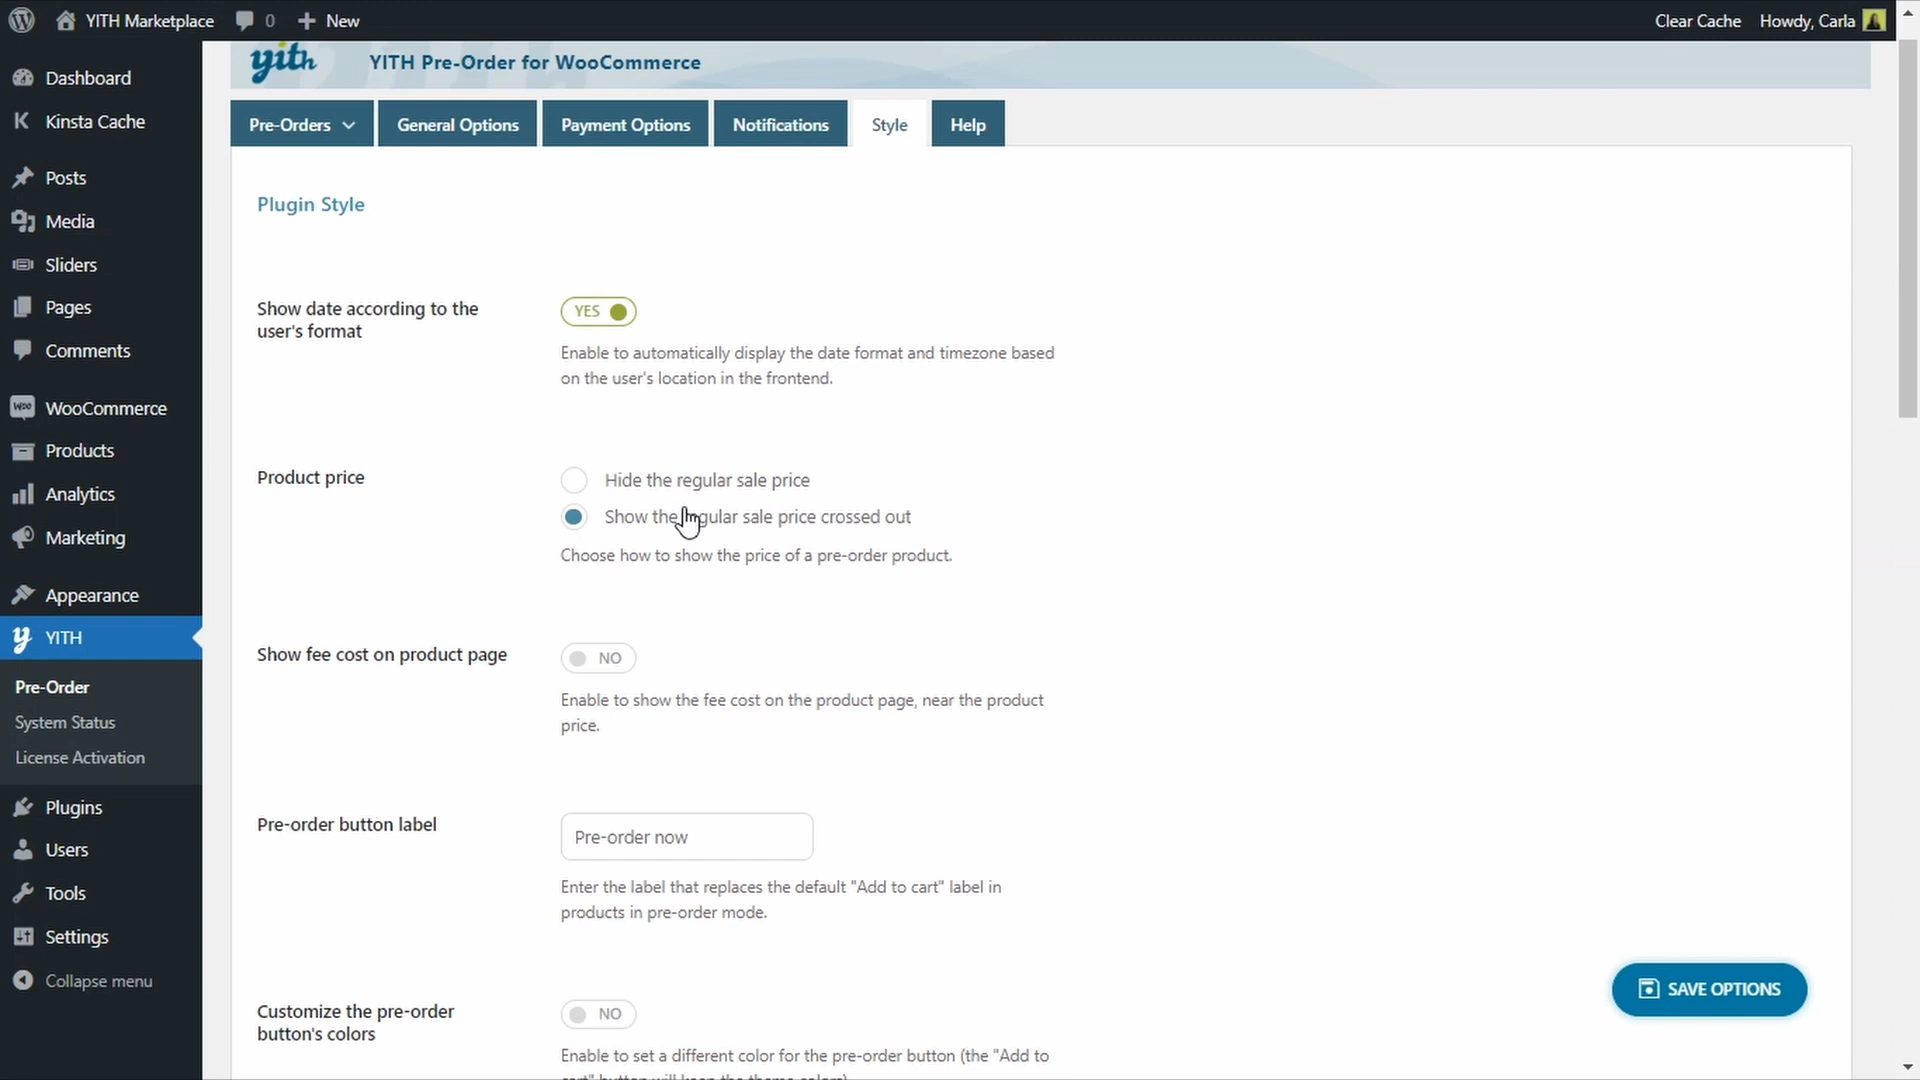 YITH Marketplace
0
New
Clear Cache
Howdy, Carla
Dashboard
Kinsta Cache
Posts
Media
Sliders
Pages
Comments
WooCommerce
Products
Analytics
Marketing
Appearance
YITH
Pre-Order
System Status
License Activation
Plugins
Users
Tools
Settings
Collapse menu
yith
YITH Pre-Order for WooCommerce
Pre-Orders
General Options
Payment Options
Notifications
Style
Help
Plugin Style
Show date according to the
user's format
YES
Enable to automatically display the date format and timezone based
on the user's location in the frontend.
Product price
Hide the regular sale price
Show the regular sale price crossed out
Choose how to show the price of a pre-order product.
Show fee cost on product page
NO
Enable to show the fee cost on the product page, near the product
price.
Pre-order button label
Pre-order now
Enter the label that replaces the default "Add to cart" label in
products in pre-order mode.
Customize the pre-order
button's colors
NO
Enable to set a different color for the pre-order button (the "Add to
cart" button will keep the theme colors)
SAVE OPTIONS